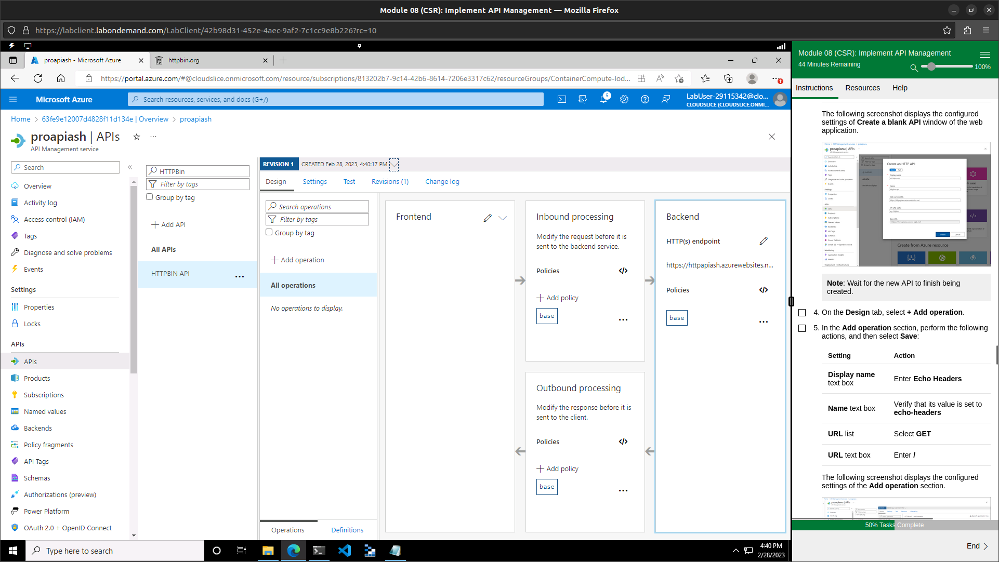 Module 08 (CSR): Implement API Management — Mozilla Firefox
https://labclient.labondemand.com/LabClient/42b98d31-452e-4aec-9af2-7c1cc9e8b226?rc=10
proapiash - Microsoft Azure
httpbin.org
https://portal.azure.com/#@cloudslice.onmicrosoft.com/resource/subscriptions/813202b7-9c14-42b6-8614-7206e3317c62/resourceGroups/ContainerCompute-lod...
Microsoft Azure
Search resources, services, and docs (G+/)
5
LabUser-29115342@clo...
CLOUDSLICE (CLOUDSLICE.ONMI...
Home > 63fe9e12007d4828f11d134e | Overview > proapiash
proapiash | APIs
API Management service
Search
Overview
Activity log
Access control (IAM)
Tags
Diagnose and solve problems
Events
Settings
Properties
Locks
APIs
APIs
Products
Subscriptions
Named values
Backends
Policy fragments
API Tags
Schemas
Authorizations (preview)
Power Platform
OAuth 2.0 + OpenID Connect
HTTPBin
Filter by tags
Group by tag
Add API
All APIs
HTTPBIN API
REVISION 1
CREATED Feb 28, 2023, 4:40:17 PM
Design
Settings
Test
Revisions (1)
Change log
Search operations
Filter by tags
Group by tag
Add operation
All operations
No operations to display.
Operations
Definitions
Frontend
Inbound processing
Modify the request before it is
sent to the backend service.
Policies
</>
Add policy
base
Outbound processing
Modify the response before it is
sent to the client.
Policies
</>
Add policy
base
Backend
HTTP(s) endpoint
https://httpapiash.azurewebsites.n...
Policies
</>
base
Type here to search
4:40 PM
2/28/2023
Module 08 (CSR): Implement API Management
44 Minutes Remaining
100%
Instructions
Resources
Help
The following screenshot displays the configured
settings of Create a blank API window of the web
application.
proapianu | APIs
Create an HTTP API
Create from Azure resource
Note: Wait for the new API to finish being
created.
4. On the Design tab, select + Add operation.
5. In the Add operation section, perform the following
actions, and then select Save:
Setting Action
Display name
text box
Enter Echo Headers
Name text box
Verify that its value is set to
echo-headers
URL list Select GET
URL text box Enter /
The following screenshot displays the configured
settings of the Add operation section.
proapianu | APIs
50% Tasks Complete
End